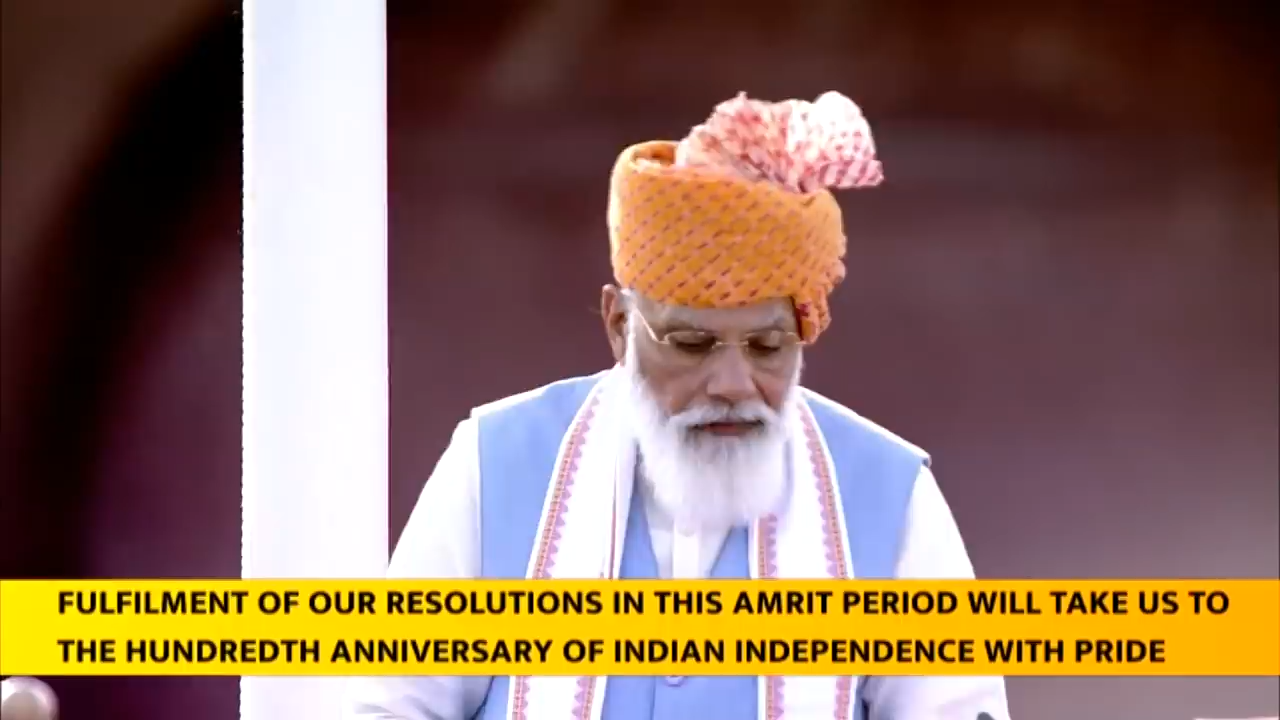 FULFILMENT OF OUR RESOLUTIONS IN THIS AMRIT PERIOD WILL TAKE US TO
THE HUNDREDTH ANNIVERSARY OF INDIAN INDEPENDENCE WITH PRIDE